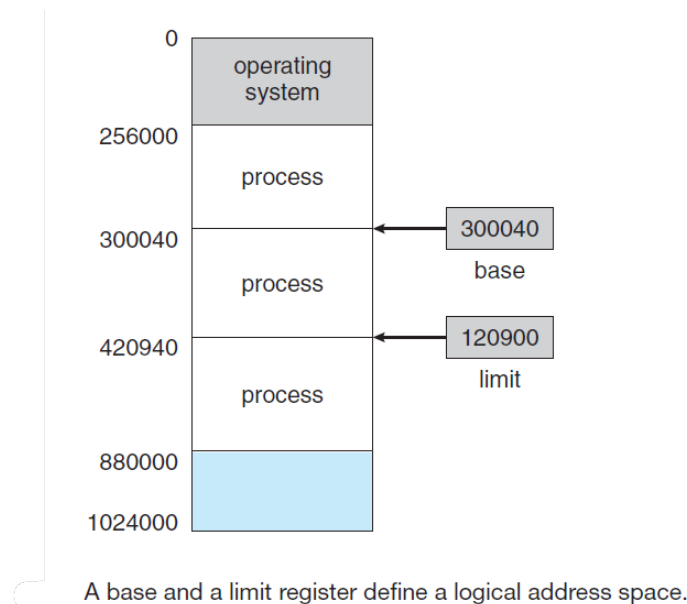 0
operating
system
256000
process
300040
300040
base
process
420940
120900
limit
process
880000
1024000
A base and a limit register define a logical address space.